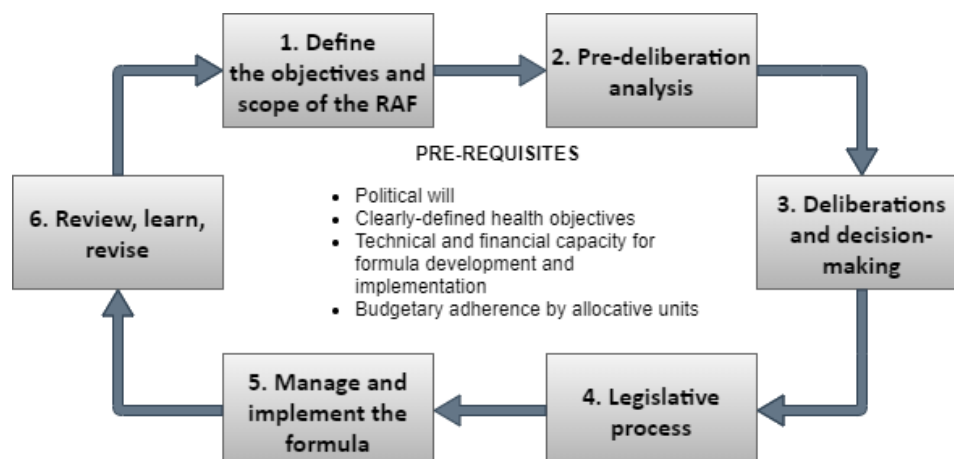 1. Define
the objectives and
scope of the RAF
2. Pre-deliberation
analysis
3. Deliberations
and decision-
making
4. Legislative
process
5. Manage and
implement the
formula
6. Review, learn,
revise
PRE-REQUISITES
• Political will
• Clearly-defined health objectives
• Technical and financial capacity for
formula development and
implementation
• Budgetary adherence by allocative units